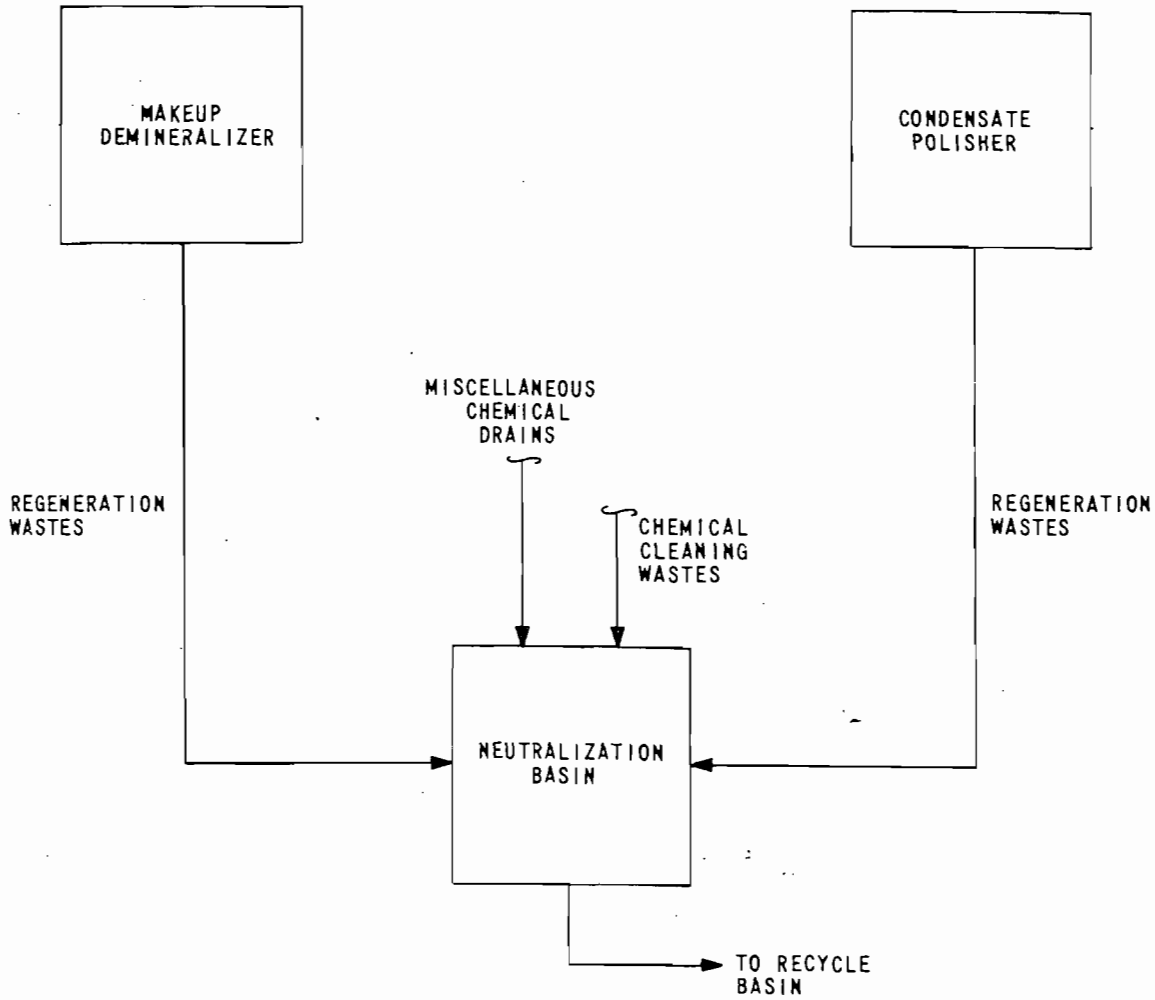 MAKEUP
DEMINERALIZER
CONDENSATE
POLISHER
MISCELLANEOUS
CHEMICAL
DRAINS
REGENERATION
WASTES
CHEMICAL
CLEANING
WASTES
REGENERATION
WASTES
NEUTRALIZATION
BASIN
TO RECYCLE
BASIN